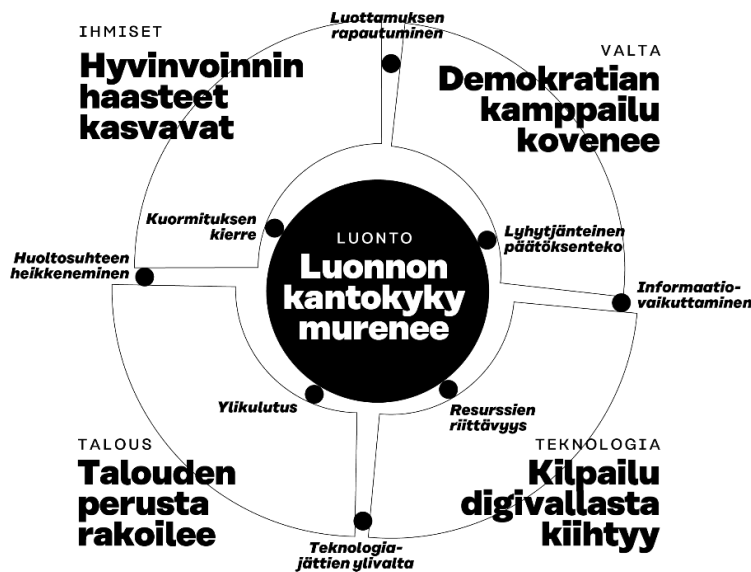 Luottamuksen
rapautuminen
IHMISET
Hyvinvoinnin
haasteet
kasvavat
VALTA
Demokratian
kamppailu
kovenee
Kuormituksen
kierre
Lyhytjänteinen
päätöksenteko
LUONTO
Luonnon
kantokyky
murenee
Huoltosuhteen
heikkeneminen
Informaatio-
vaikuttaminen
Ylikulutus
Resurssien
riittävyys
TALOUS
Talouden
perusta
rakoilee
TEKNOLOGIA
Kilpailu
digivallasta
kiihtyy
Teknologia-
jättien ylivalta